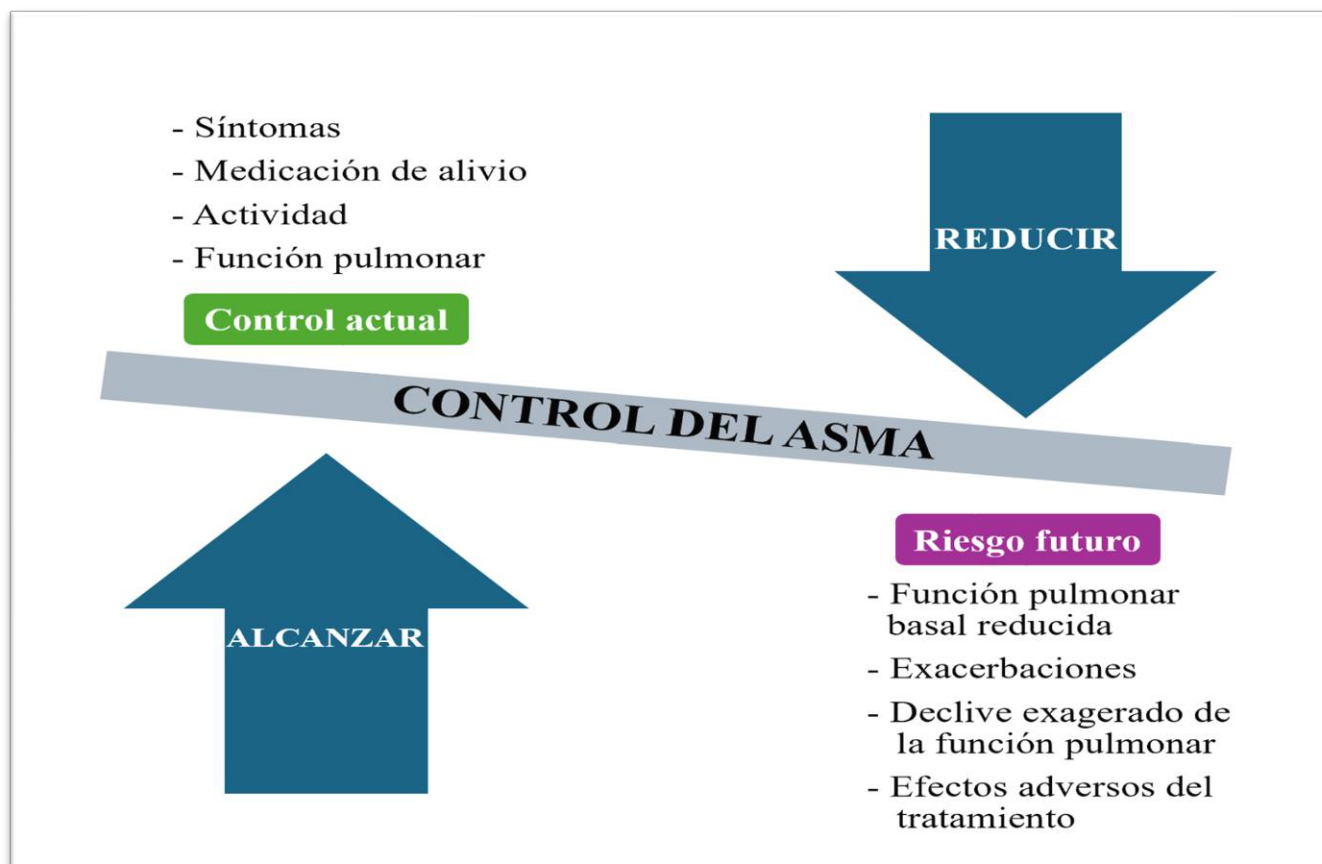 - Síntomas
- Medicación de alivio
- Actividad
- Función pulmonar
Control actual
REDUCIR
CONTROL DEL ASMA
ALCANZAR
Riesgo futuro
- Función pulmonar
basal reducida
- Exacerbaciones
- Declive exagerado de
la función pulmonar
- Efectos adversos del
tratamiento